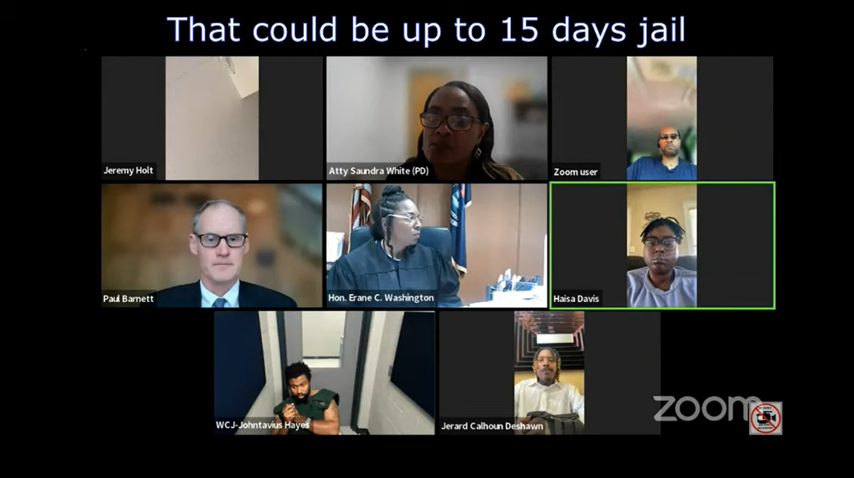 That could be up to 15 days jail
Jeremy Holt
Atty Saundra White (PD)
Zoom user
Paul Barnett
Hon. Erane C. Washington
Haisa Davis
WCJ-Johntavius Hayes
Jerard Calhoun Deshawn
zoom